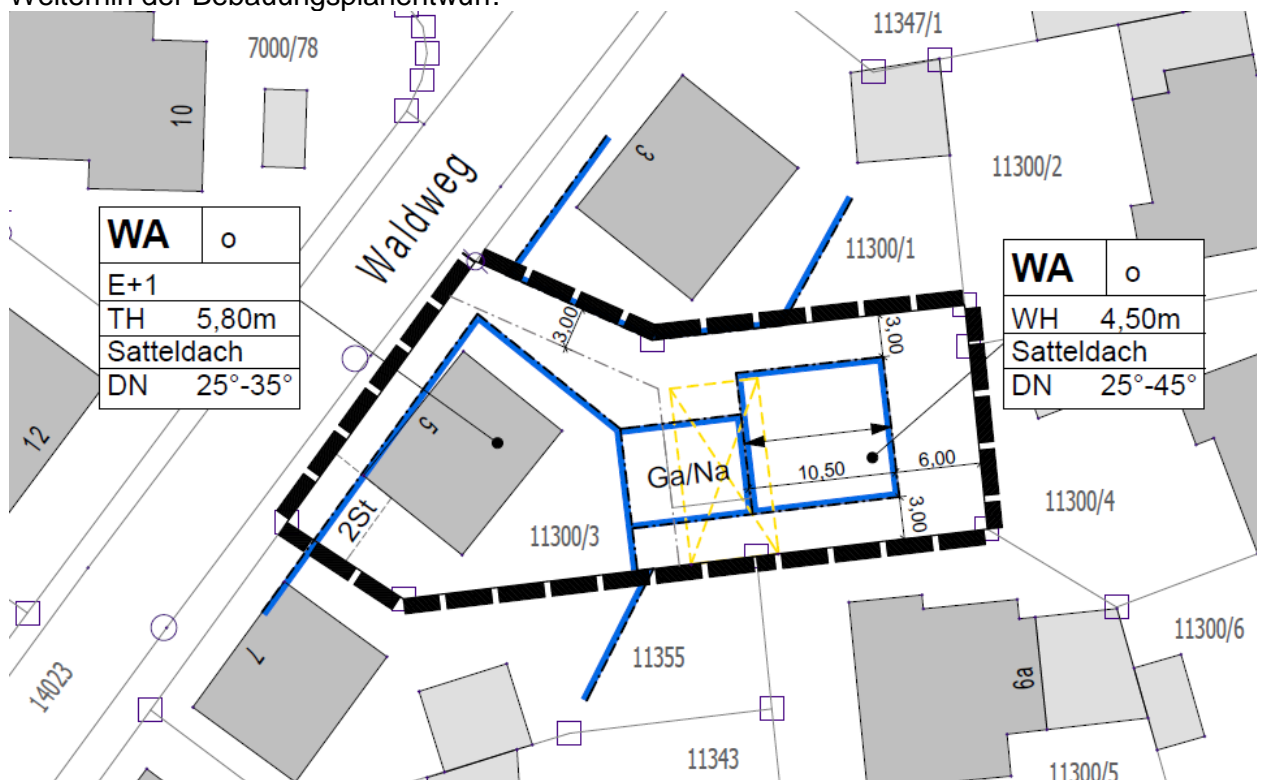 Weiterhin der Bebauungsplanentwurf:
11347/1
7000/78
10
3
11300/2
Waldweg
WA o
E+1
TH 5,80m
Satteldach
DN 25°-35°
11300/1
WA o
WH 4,50m
Satteldach
DN 25°-45°
3,00
3,00
5
12
Ga/Na
10,50
6,00
2St
11300/3
3,00
11300/4
7
11355
11300/6
14023
6a
11343
11300/5